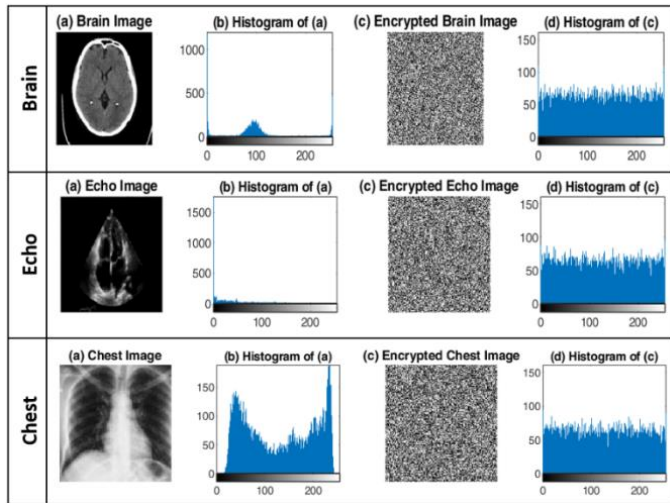 Brain
(a) Brain Image
(b) Histogram of (a)
1000
500
0
0
100
200
(c) Encrypted Brain Image
(d) Histogram of (c)
150
100
50
0
0
100
200
Echo
(a) Echo Image
(b) Histogram of (a)
1500
1000
500
0
0
100
200
(c) Encrypted Echo Image
(d) Histogram of (c)
150
100
50
0
0
100
200
Chest
(a) Chest Image
(b) Histogram of (a)
150
100
50
0
0
100
200
(c) Encrypted Chest Image
(d) Histogram of (c)
150
100
50
0
0
100
200